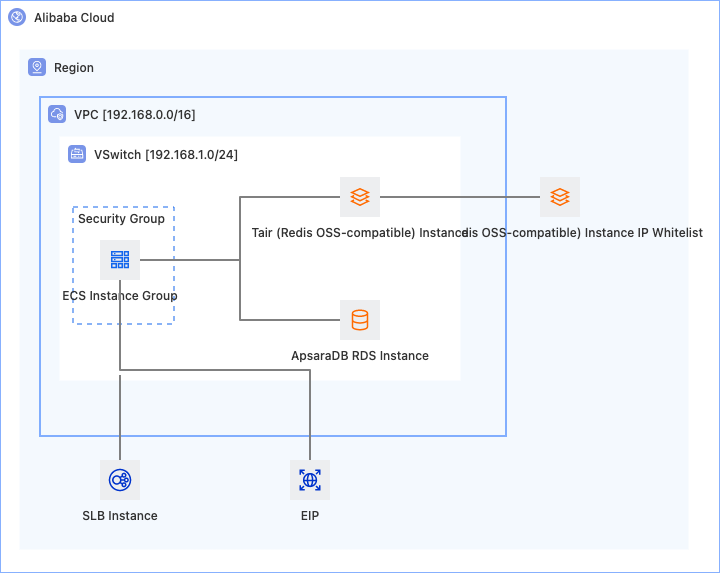 Alibaba Cloud
Region
VPC [192.168.0.0/16]
VSwitch [192.168.1.0/24]
Security Group
Tair (Redis OSS-compatible) Instance
OSS-compatible) Instance IP Whitelist
ECS Instance Group
ApsaraDB RDS Instance
SLB Instance
EIP